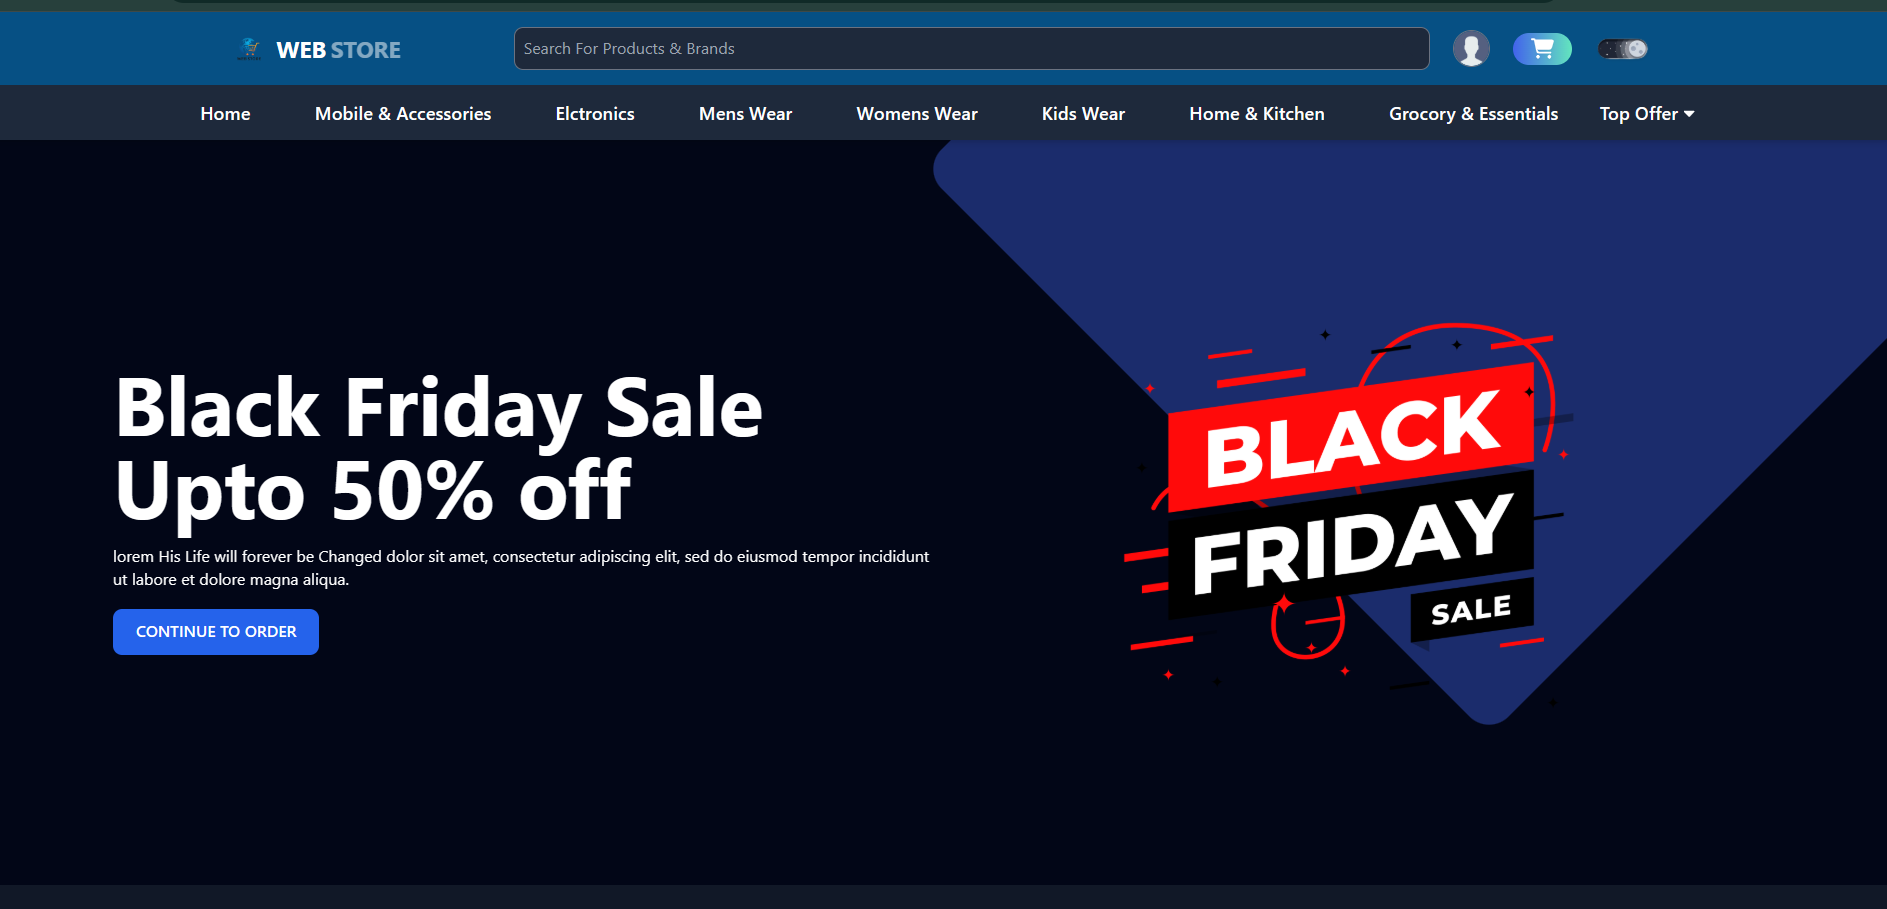 WEB STORE
Search For Products & Brands
Home
Mobile & Accessories
Elctronics
Mens Wear
Womens Wear
Kids Wear
Home & Kitchen
Grocory & Essentials
Top Offer
Black Friday Sale
Upto 50% off
lorem His Life will forever be Changed dolor sit amet, consectetur adipiscing elit, sed do eiusmod tempor incididunt
ut labore et dolore magna aliqua.
CONTINUE TO ORDER
BLACK
FRIDAY
SALE